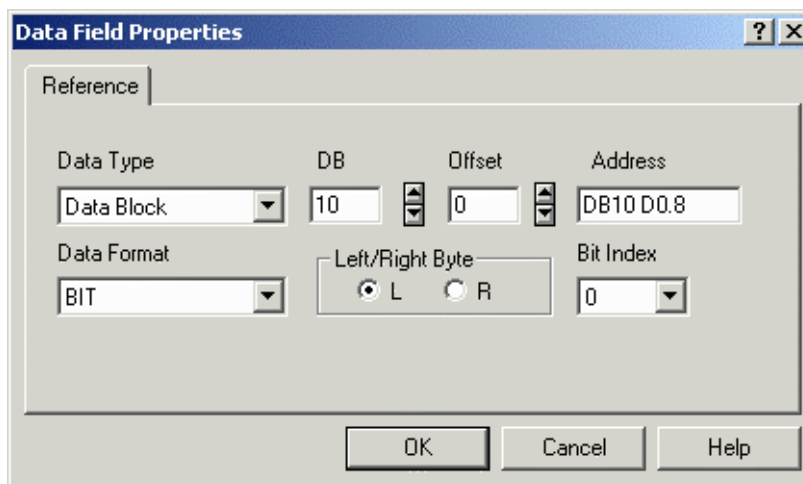 Data Field Properties
Reference
Data Type DB Offset Address
Data Block 10 0 DB10 D0.8
Data Format Left/Right Byte Bit Index
BIT L R 0
OK Cancel Help